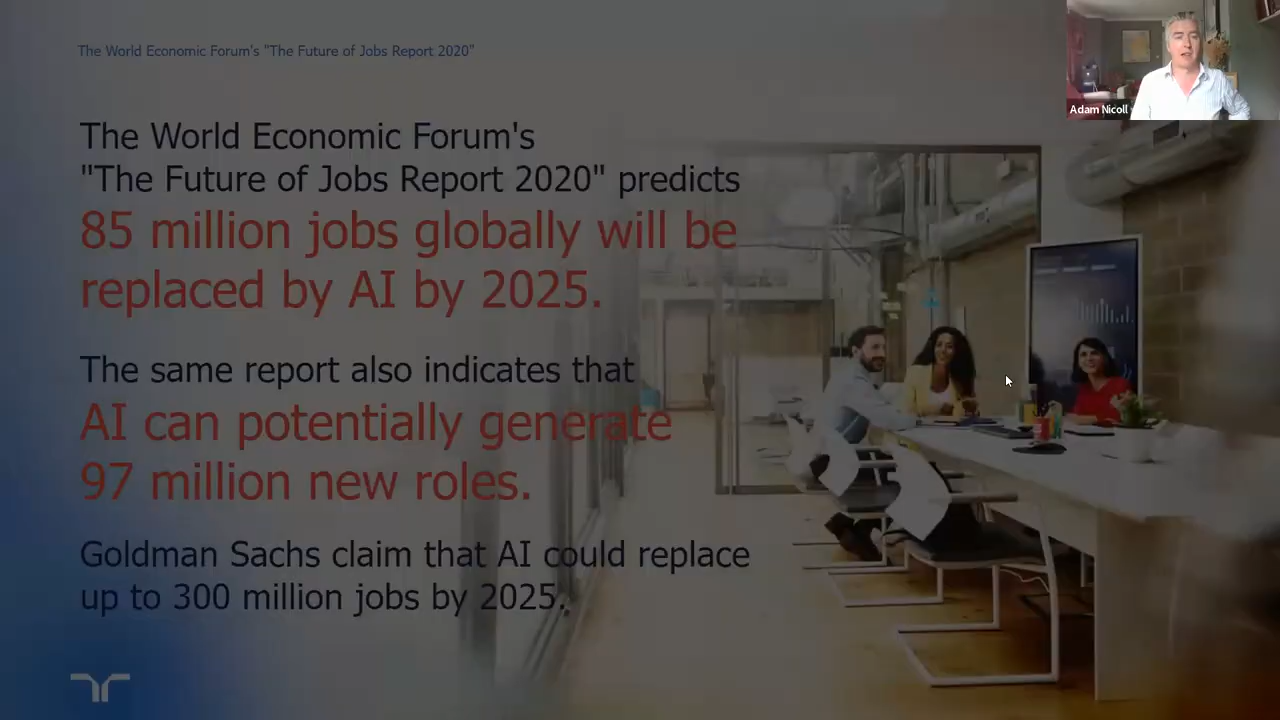 The World Economic Forum's "The Future of Jobs Report 2020"
Adam Nicoll
The World Economic Forum's
"The Future of Jobs Report 2020" predicts
85 million jobs globally will be
replaced by AI by 2025.
The same report also indicates that
AI can potentially generate
97 million new roles.
Goldman Sachs claim that AI could replace
up to 300 million jobs by 2025.